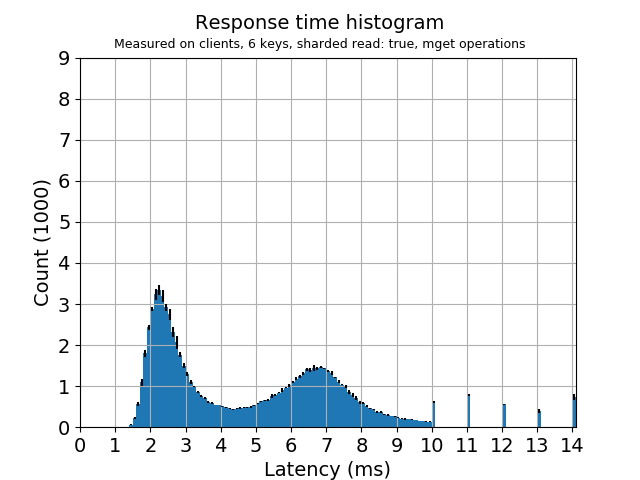 Response time histogram
Measured on clients, 6 keys, sharded read: true, mget operations
9
8
7
6
5
4
3
2
1
0
Count (1000)
0 1 2 3 4 5 6 7 8 9 10 11 12 13 14
Latency (ms)